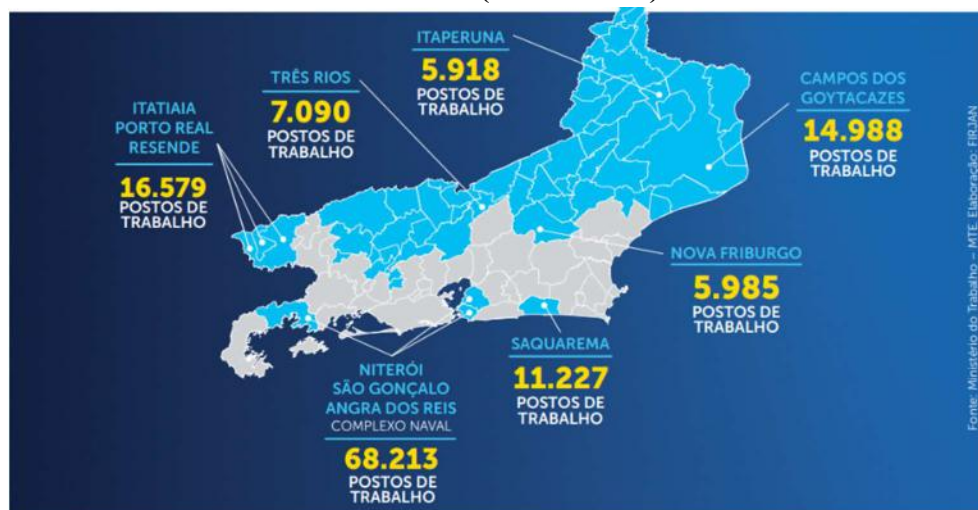 ITAPERUNA
5.918
POSTOS DE
TRABALHO
TRÊS RIOS
7.090
POSTOS DE
TRABALHO
CAMPOS DOS
GOYTACAZES
14.988
POSTOS DE
TRABALHO
ITATIAIA
PORTO REAL
RESENDE
16.579
POSTOS DE
TRABALHO
NOVA FRIBURGO
5.985
POSTOS DE
TRABALHO
SAQUAREMA
11.227
POSTOS DE
TRABALHO
NITERÓI
SÃO GONÇALO
ANGRA DOS REIS
COMPLEXO NAVAL
68.213
POSTOS DE
TRABALHO
Fonte: Ministério do Trabalho – MTE. Elaboração: FIRJAN